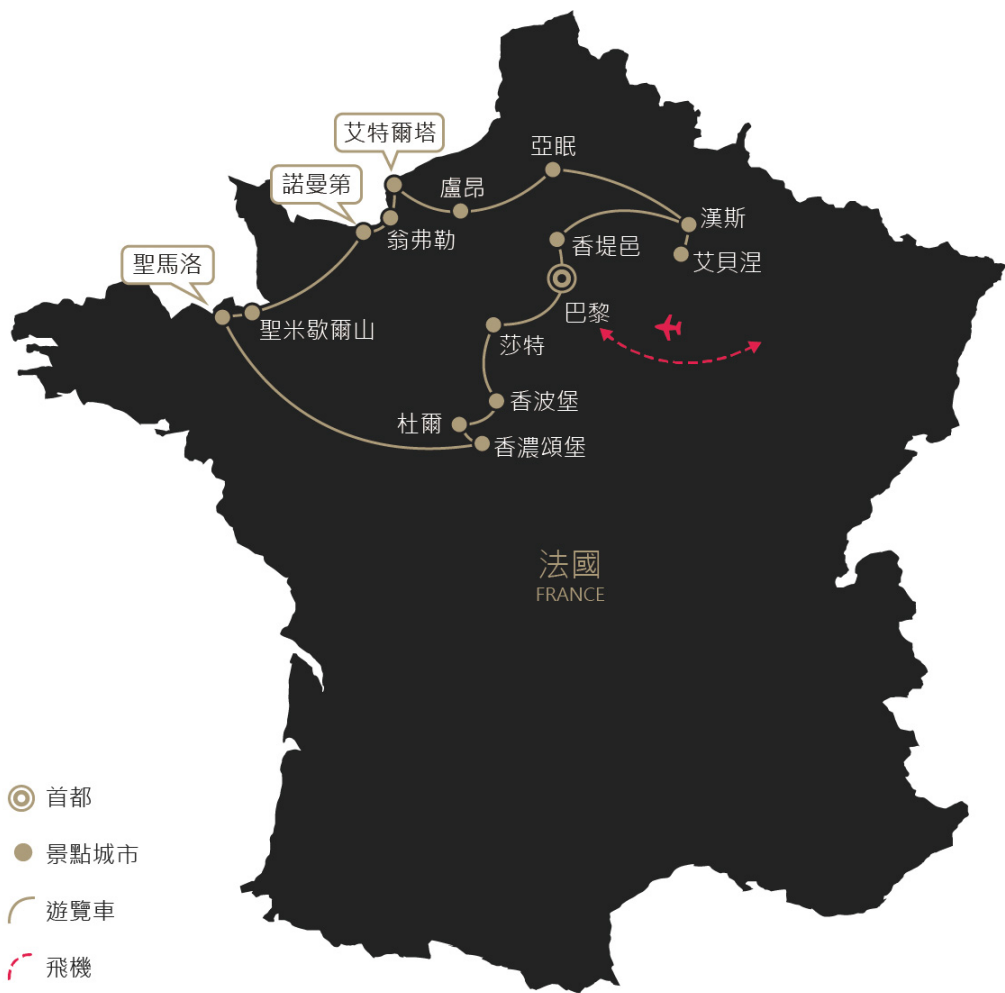 艾特爾塔
亞眠
諾曼第
盧昂
漢斯
翁弗勒
香堤邑
艾貝涅
聖馬洛
巴黎
聖米歇爾山
莎特
香波堡
杜爾
香濃頌堡
法國
FRANCE
首都
景點城市
遊覽車
飛機